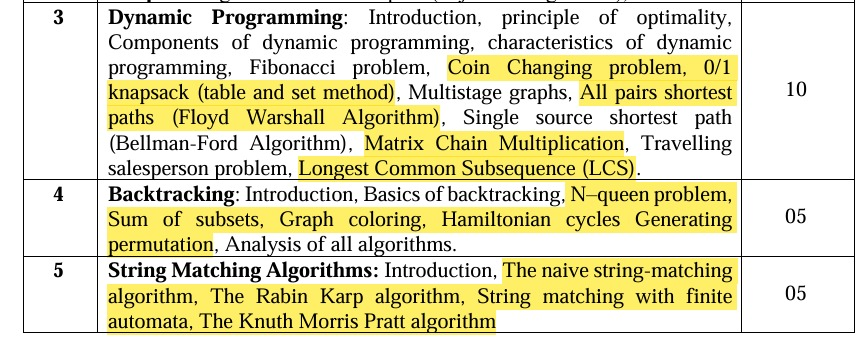 3 Dynamic Programming: Introduction, principle of optimality,
Components of dynamic programming, characteristics of dynamic
programming, Fibonacci problem, Coin Changing problem, 0/1
knapsack (table and set method), Multistage graphs, All pairs shortest
10
paths (Floyd Warshall Algorithm), Single source shortest path
(Bellman-Ford Algorithm), Matrix Chain Multiplication, Travelling
salesperson problem, Longest Common Subsequence (LCS).
4 Backtracking: Introduction, Basics of backtracking, N–queen problem,
Sum of subsets, Graph coloring, Hamiltonian cycles Generating
05
permutation, Analysis of all algorithms.
5 String Matching Algorithms: Introduction, The naive string-matching
algorithm, The Rabin Karp algorithm, String matching with finite
05
automata, The Knuth Morris Pratt algorithm